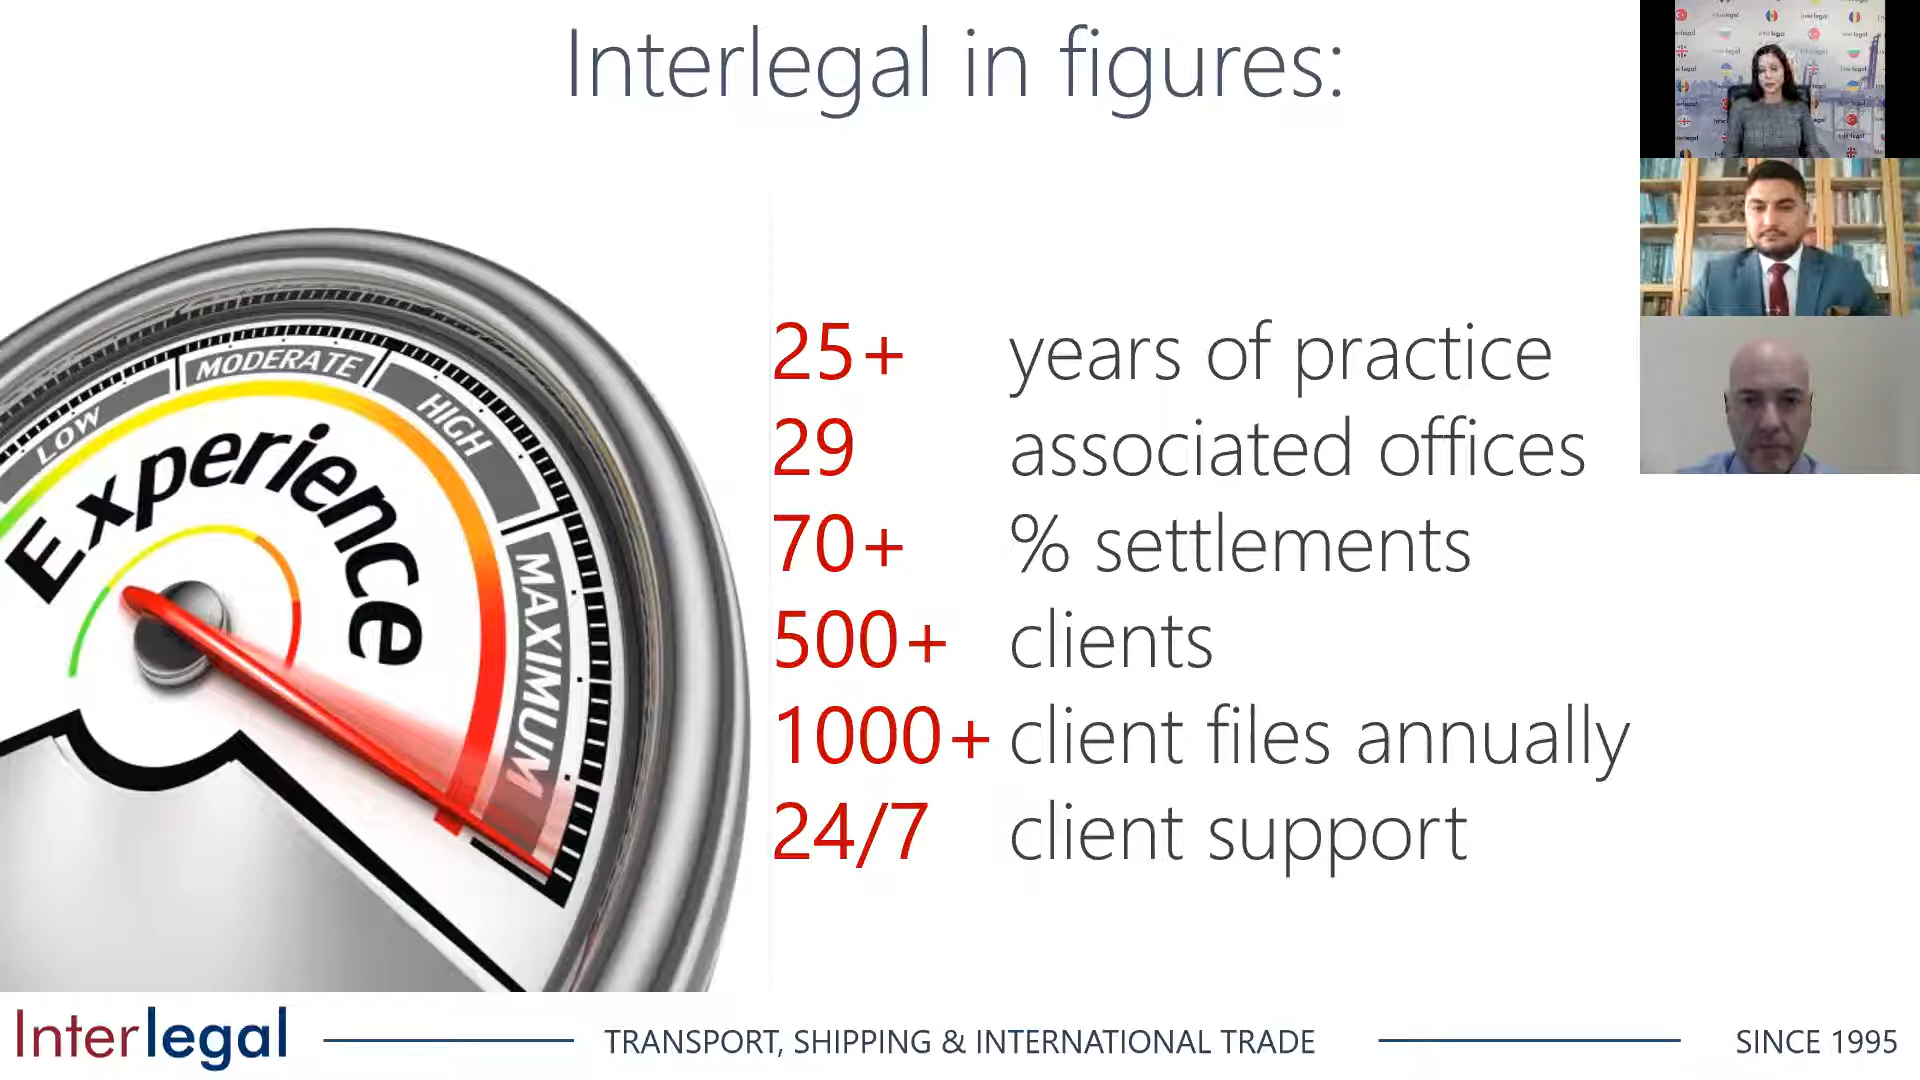 Interlegal in figures:
LOW
MODERATE
HIGH
MAXIMUM
Experience
25+ years of practice
29 associated offices
70+ % settlements
500+ clients
1000+ client files annually
24/7 client support
Interlegal
TRANSPORT, SHIPPING & INTERNATIONAL TRADE
SINCE 1995